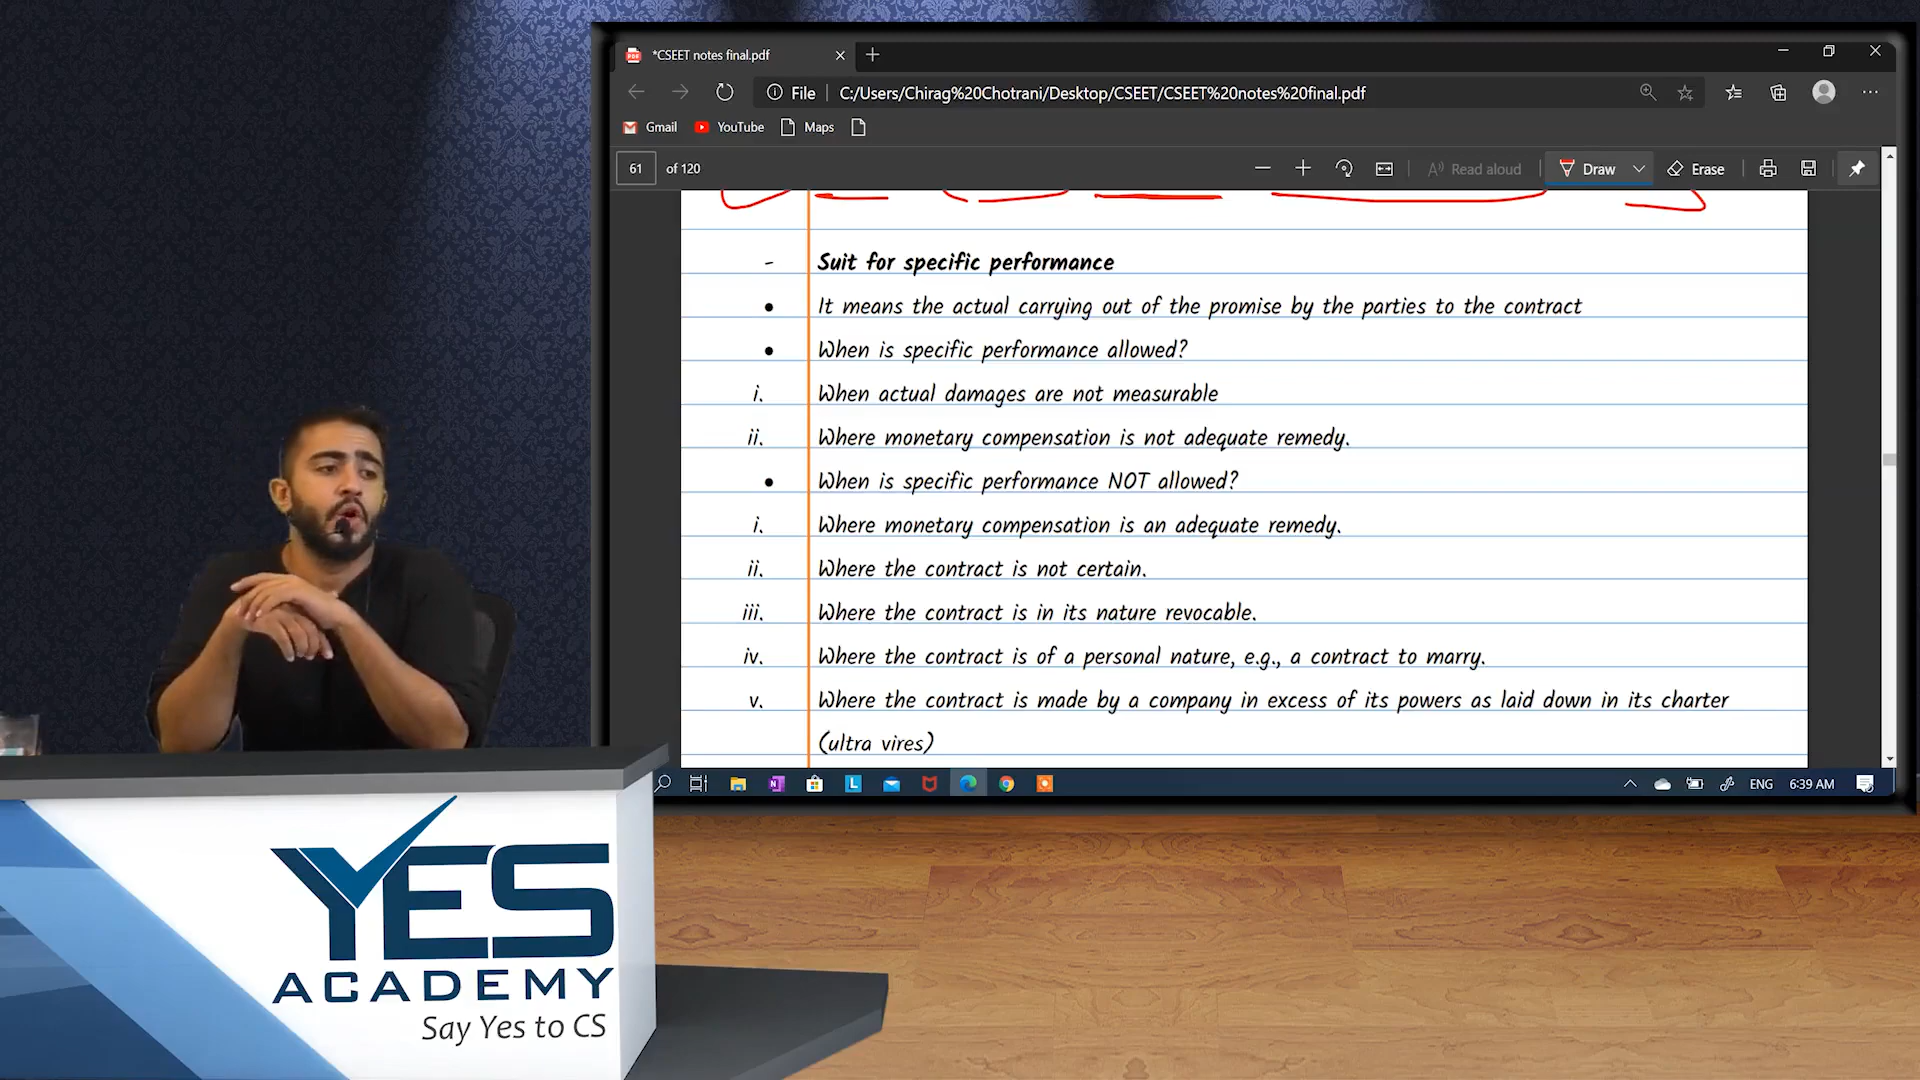 *CSEET notes final.pdf
File C:/Users/Chirag%20Chotrani/Desktop/CSEET/CSEET%20notes%20final.pdf
Gmail YouTube Maps
61 of 120 Read aloud Draw Erase
- Suit for specific performance
• It means the actual carrying out of the promise by the parties to the contract
• When is specific performance allowed?
i. When actual damages are not measurable
ii. Where monetary compensation is not adequate remedy.
• When is specific performance NOT allowed?
i. Where monetary compensation is an adequate remedy.
ii. Where the contract is not certain.
iii. Where the contract is in its nature revocable.
iv. Where the contract is of a personal nature, e.g., a contract to marry.
v. Where the contract is made by a company in excess of its powers as laid down in its charter
(ultra vires)
ENG 6:39 AM
YES
ACADEMY
Say Yes to CS